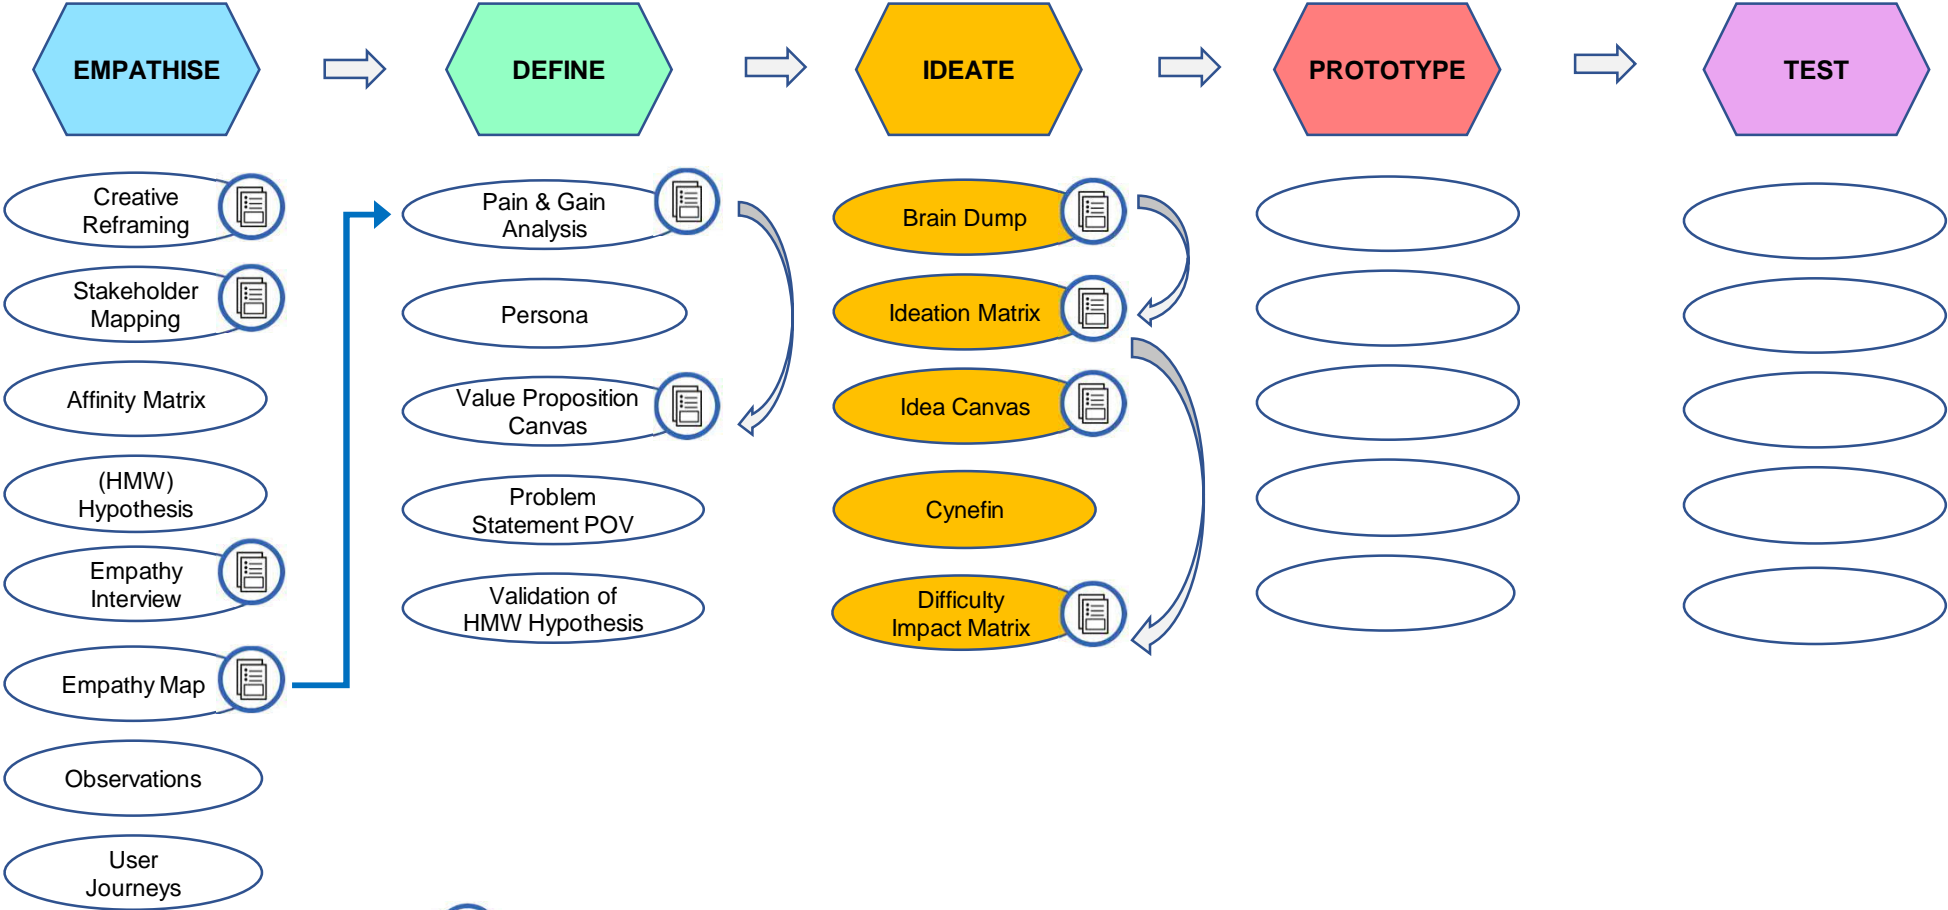 EMPATHISE
DEFINE
IDEATE
PROTOTYPE
TEST
Creative
Reframing
Stakeholder
Mapping
Affinity Matrix
(HMW)
Hypothesis
Empathy
Interview
Empathy Map
Observations
User
Journeys
Pain & Gain
Analysis
Persona
Value Proposition
Canvas
Problem
Statement POV
Validation of
HMW Hypothesis
Brain Dump
Ideation Matrix
Idea Canvas
Cynefin
Difficulty
Impact Matrix